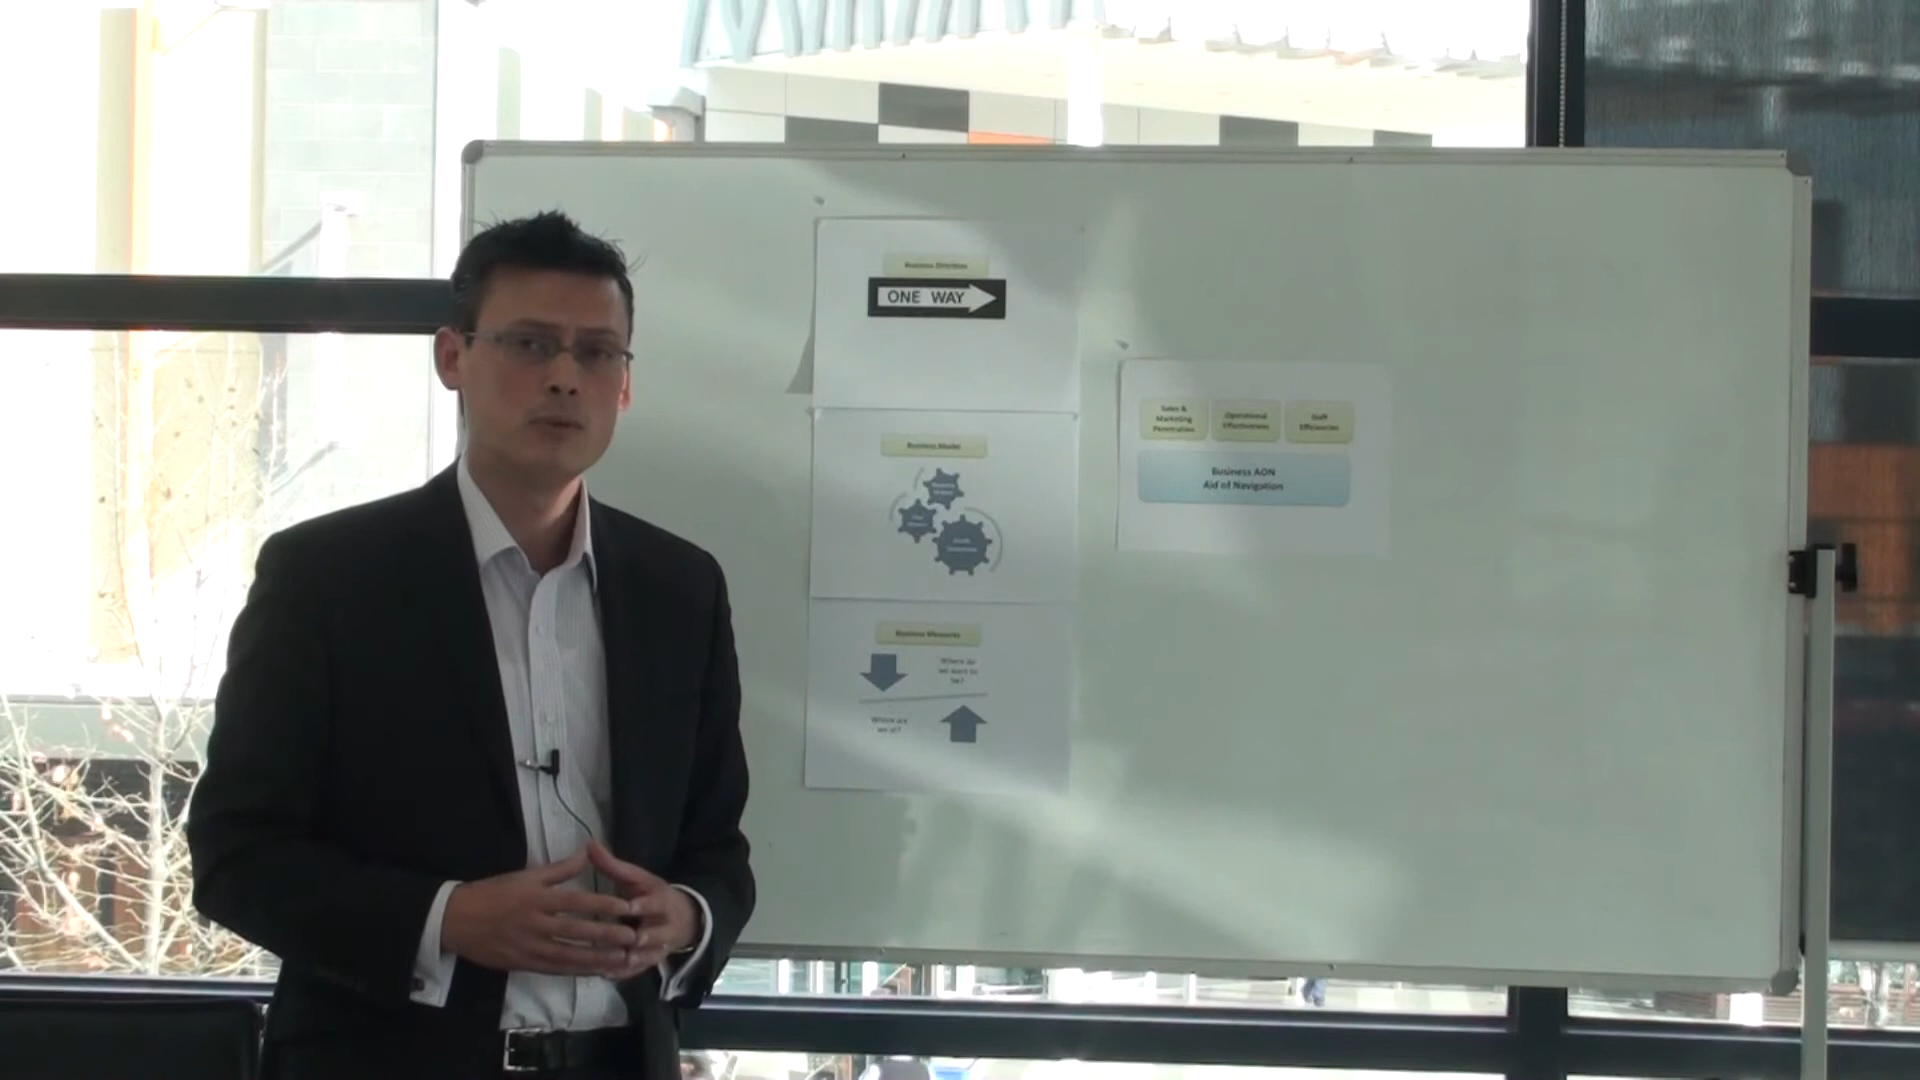 Business Direction
ONE WAY
Business Model
Business Measures
Where do
we want to
be?
Where are
we at?
Sales &
Marketing
Penetration
Operational
Effectiveness
Staff
Efficiencies
Business AON
Aid of Navigation